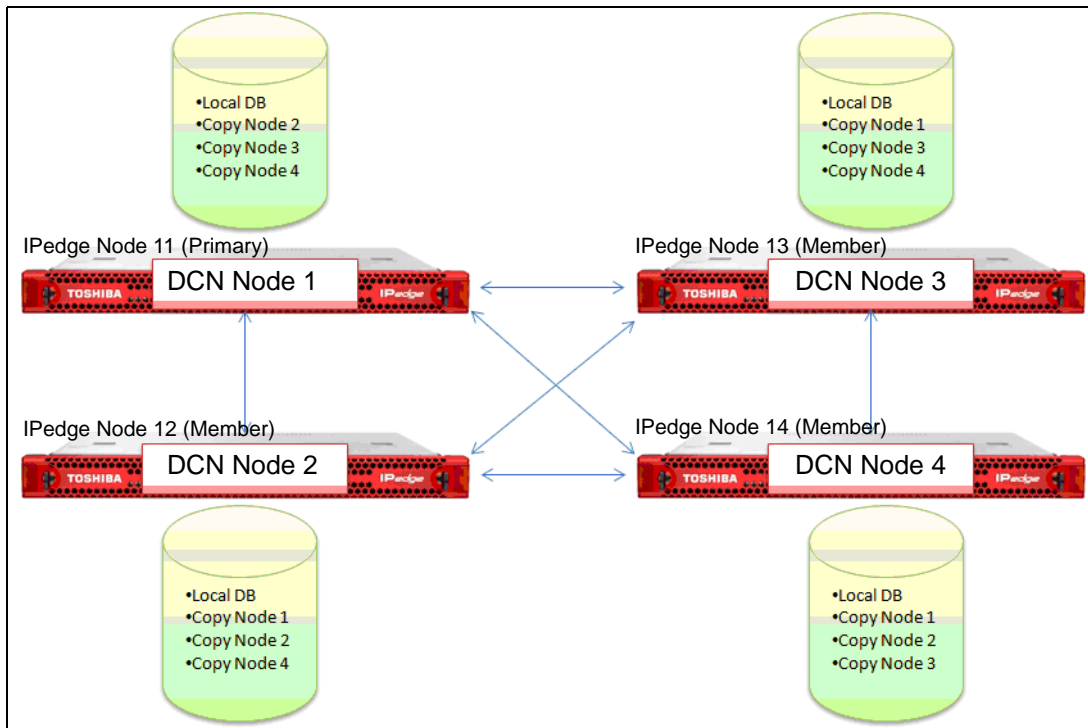 •Local DB
•Copy Node 2
•Copy Node 3
•Copy Node 4
•Local DB
•Copy Node 1
•Copy Node 3
•Copy Node 4
IPedge Node 11 (Primary)
TOSHIBA
DCN Node 1
IPedge
IPedge Node 13 (Member)
TOSHIBA
DCN Node 3
IPedge
IPedge Node 12 (Member)
TOSHIBA
DCN Node 2
IPedge
IPedge Node 14 (Member)
TOSHIBA
DCN Node 4
IPedge
•Local DB
•Copy Node 1
•Copy Node 2
•Copy Node 4
•Local DB
•Copy Node 1
•Copy Node 2
•Copy Node 3